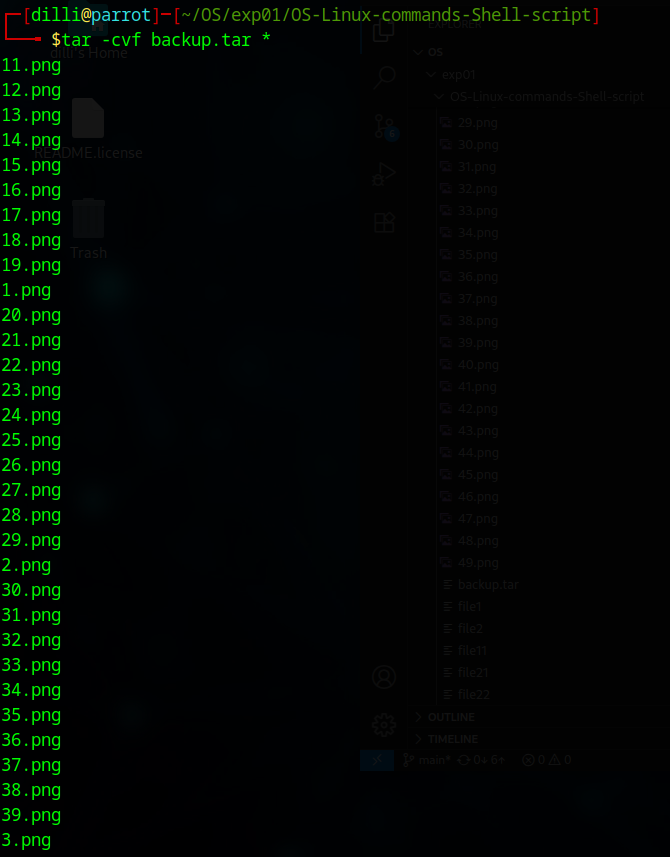 ┌─[dilli@parrot]─[~/OS/exp01/OS-Linux-commands-Shell-script]
└──╼ $tar -cvf backup.tar *
11.png
12.png
13.png
14.png
15.png
16.png
17.png
18.png
19.png
1.png
20.png
21.png
22.png
23.png
24.png
25.png
26.png
27.png
28.png
29.png
2.png
30.png
31.png
32.png
33.png
34.png
35.png
36.png
37.png
38.png
39.png
3.png
dilli's Home
README.license
Trash
EXPLORER
OS
exp01
OS-Linux-commands-Shell-script
29.png
30.png
31.png
32.png
33.png
34.png
35.png
36.png
37.png
38.png
39.png
40.png
41.png
42.png
43.png
44.png
45.png
46.png
47.png
48.png
49.png
backup.tar
file1
file2
file11
file21
file22
OUTLINE
TIMELINE
6
main* 0↓ 6↑ 0 0